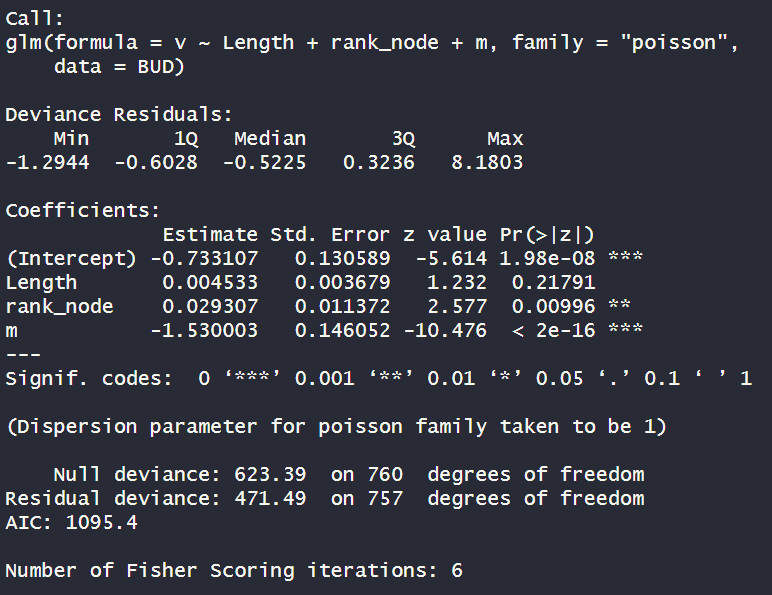 Call:
glm(formula = v ~ Length + rank_node + m, family = "poisson",
    data = BUD)

Deviance Residuals:
    Min       1Q   Median       3Q      Max
-1.2944  -0.6028  -0.5225   0.3236   8.1803

Coefficients:
             Estimate Std. Error z value Pr(>|z|)
(Intercept) -0.733107   0.130589  -5.614 1.98e-08 ***
Length       0.004533   0.003679   1.232  0.21791
rank_node    0.029307   0.011372   2.577  0.00996 **
m           -1.530003   0.146052 -10.476  < 2e-16 ***
---
Signif. codes:  0 ‘***’ 0.001 ‘**’ 0.01 ‘*’ 0.05 ‘.’ 0.1 ‘ ’ 1

(Dispersion parameter for poisson family taken to be 1)

    Null deviance: 623.39  on 760  degrees of freedom
Residual deviance: 471.49  on 757  degrees of freedom
AIC: 1095.4

Number of Fisher Scoring iterations: 6